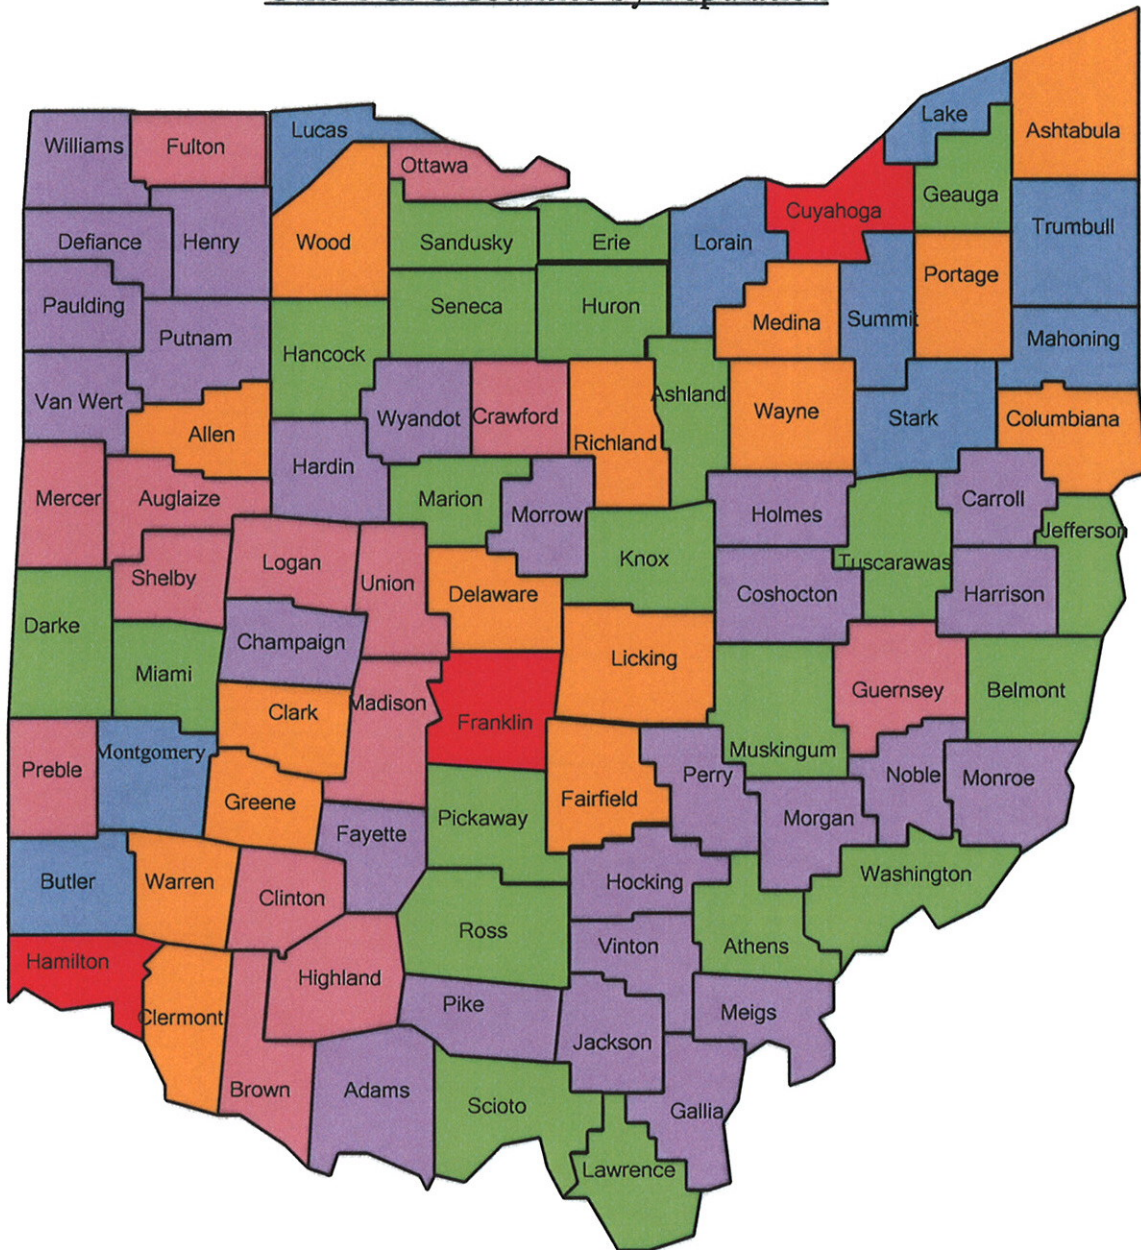 Counties by Population
Williams
Fulton
Lucas
Ottawa
Lake
Ashtabula
Defiance
Henry
Wood
Sandusky
Erie
Lorain
Cuyahoga
Geauga
Trumbull
Paulding
Putnam
Seneca
Huron
Medina
Summit
Portage
Mahoning
Van Wert
Hancock
Allen
Wyandot
Crawford
Richland
Ashland
Wayne
Stark
Columbiana
Mercer
Auglaize
Hardin
Marion
Morrow
Holmes
Carroll
Jefferson
Shelby
Logan
Union
Delaware
Knox
Coshocton
Tuscarawas
Harrison
Darke
Miami
Champaign
Licking
Guernsey
Belmont
Clark
Madison
Franklin
Muskingum
Preble
Montgomery
Greene
Fayette
Pickaway
Fairfield
Perry
Morgan
Noble
Monroe
Butler
Warren
Clinton
Ross
Hocking
Washington
Hamilton
Highland
Vinton
Athens
Clermont
Pike
Jackson
Meigs
Brown
Adams
Scioto
Gallia
Lawrence